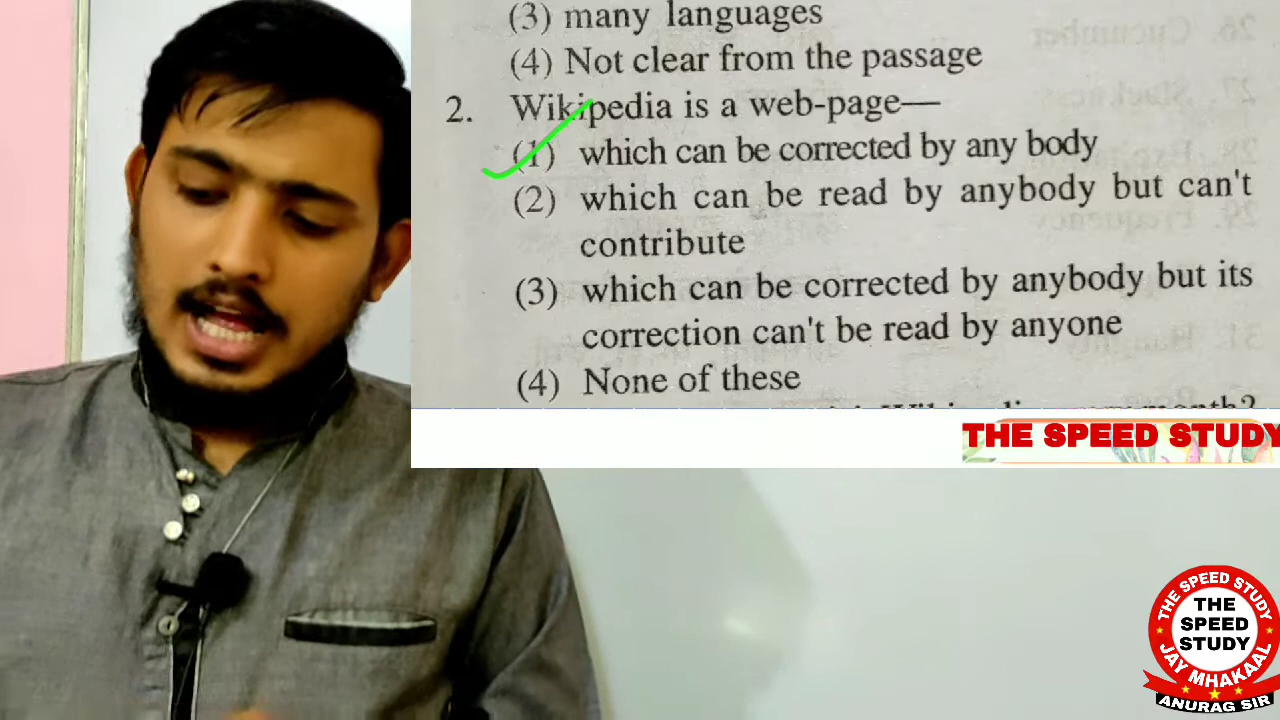 (3) many languages
(4) Not clear from the passage
2. Wikipedia is a web-page—
(1) which can be corrected by any body
(2) which can be read by anybody but can't
contribute
(3) which can be corrected by anybody but its
correction can't be read by anyone
(4) None of these
THE SPEED STUDY
THE SPEED STUDY
THE
SPEED
STUDY
JAY MHAKAAL
ANURAG SIR